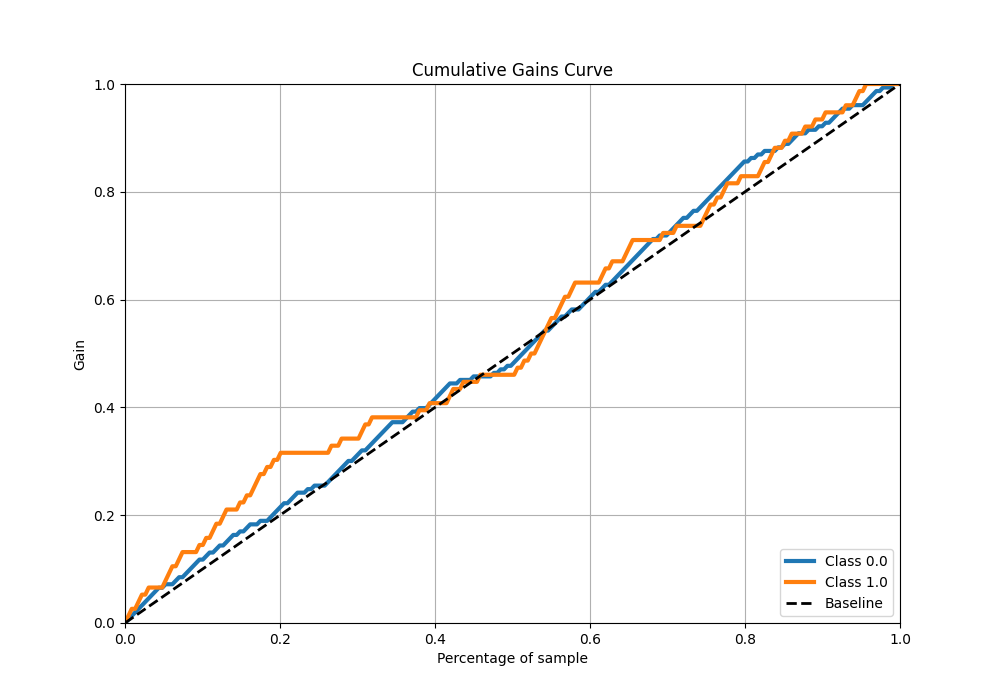 Cumulative Gains Curve
1.0
0.8
0.6
0.4
0.2
0.0
Gain
0.0 0.2 0.4 0.6 0.8 1.0
Percentage of sample
Class 0.0
Class 1.0
Baseline